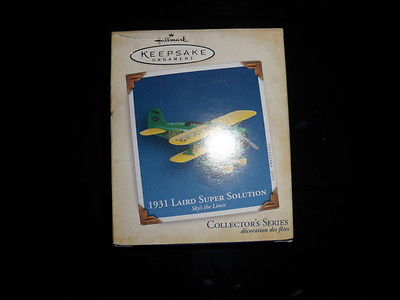 Hallmark
KEEPSAKE
ORNAMENT
1931 LAIRD SUPER SOLUTION
Sky's the Limit
COLLECTOR'S SERIES
décoration des fêtes